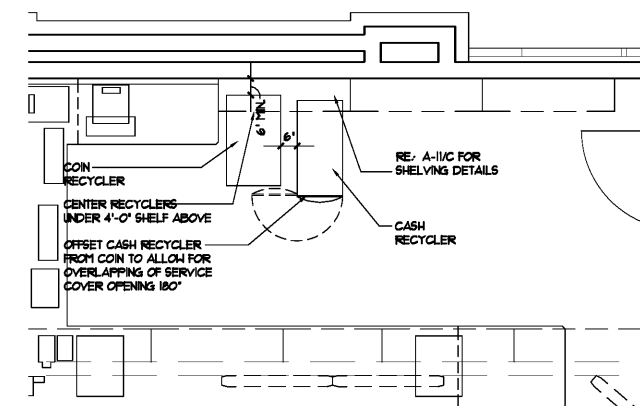 6" MIN.
6"
COIN
RECYCLER
CENTER RECYCLERS
UNDER 4'-0" SHELF ABOVE
OFFSET CASH RECYCLER
FROM COIN TO ALLOW FOR
OVERLAPPING OF SERVICE
COVER OPENING 180°
RE: A-11/C FOR
SHELVING DETAILS
CASH
RECYCLER